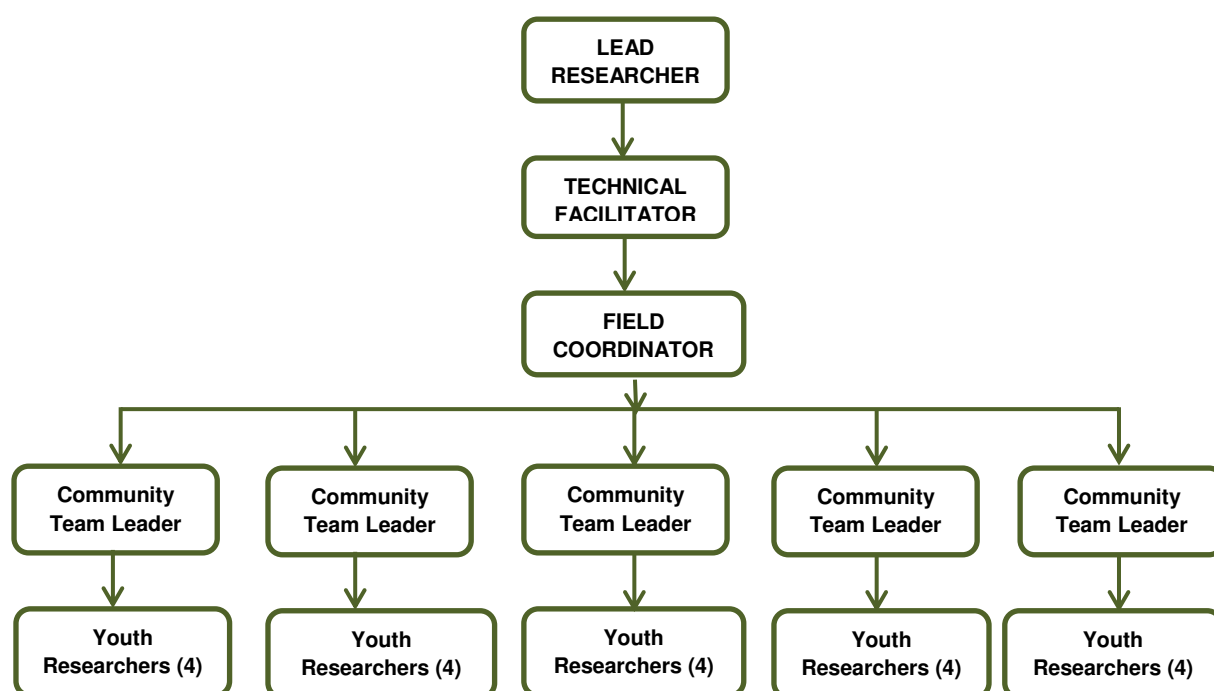 LEAD
RESEARCHER
TECHNICAL
FACILITATOR
FIELD
COORDINATOR
Community
Team Leader
Community
Team Leader
Community
Team Leader
Community
Team Leader
Community
Team Leader
Youth
Researchers (4)
Youth
Researchers (4)
Youth
Researchers (4)
Youth
Researchers (4)
Youth
Researchers (4)